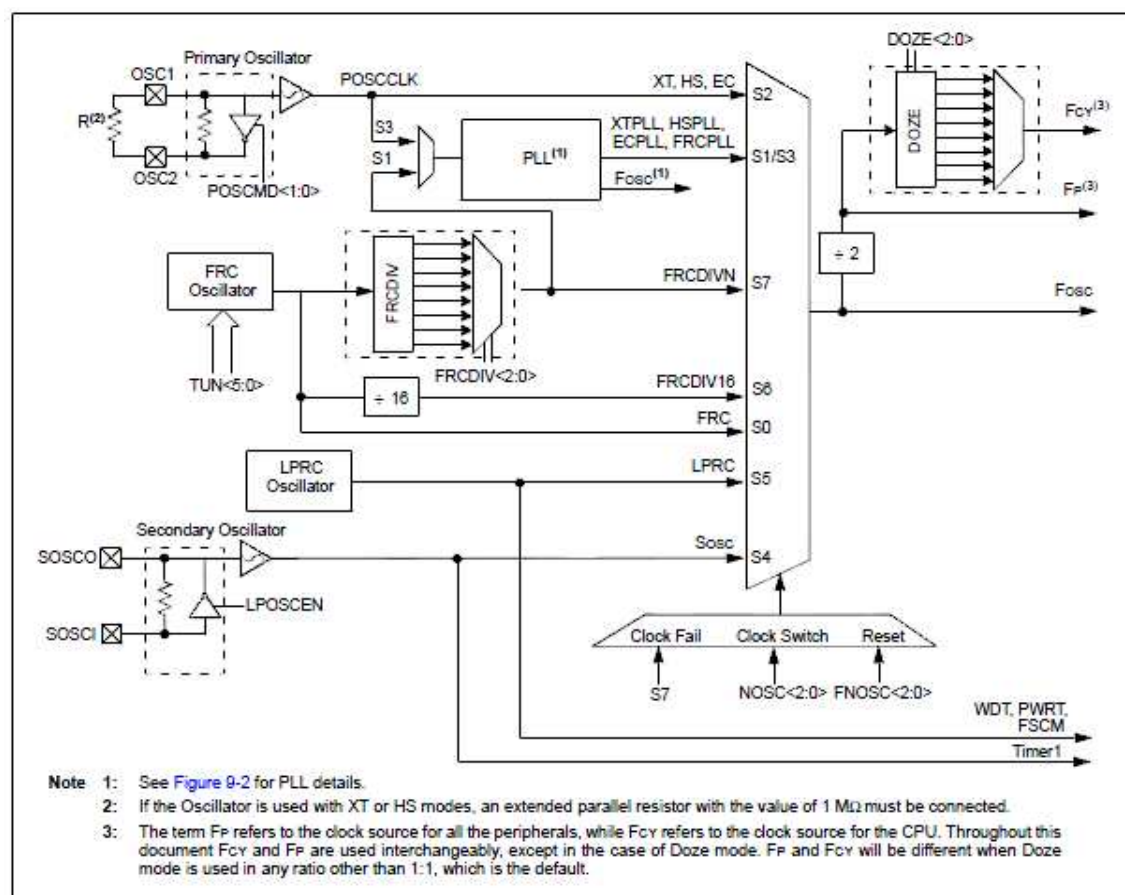 DOZE<2:0>
Primary Oscillator
OSC1
POSCCLK
XT, HS, EC
S2
R(2)
DOZE
FCY(3)
S3
XTPLL, HSPLL,
ECPLL, FRCPLL
S1
PLL(1)
S1/S3
OSC2
POSCMD<1:0>
FOSC(1)
FP(3)
÷ 2
FRC
Oscillator
FRCDIV
FRCDIVN
S7
FOSC
TUN<5:0>
FRCDIV<2:0>
÷ 16
FRCDIV16
S6
FRC
S0
LPRC
Oscillator
LPRC
S5
Secondary Oscillator
SOSCO
SOSC
S4
LPOSCEN
SOSCI
Clock Fail Clock Switch Reset
S7
NOSC<2:0> FNOSC<2:0>
WDT, PWRT,
FSCM
Timer1
Note 1: See Figure 9-2 for PLL details.
2: If the Oscillator is used with XT or HS modes, an extended parallel resistor with the value of 1 MΩ must be connected.
3: The term FP refers to the clock source for all the peripherals, while FCY refers to the clock source for the CPU. Throughout this
document FCY and FP are used interchangeably, except in the case of Doze mode. FP and FCY will be different when Doze
mode is used in any ratio other than 1:1, which is the default.